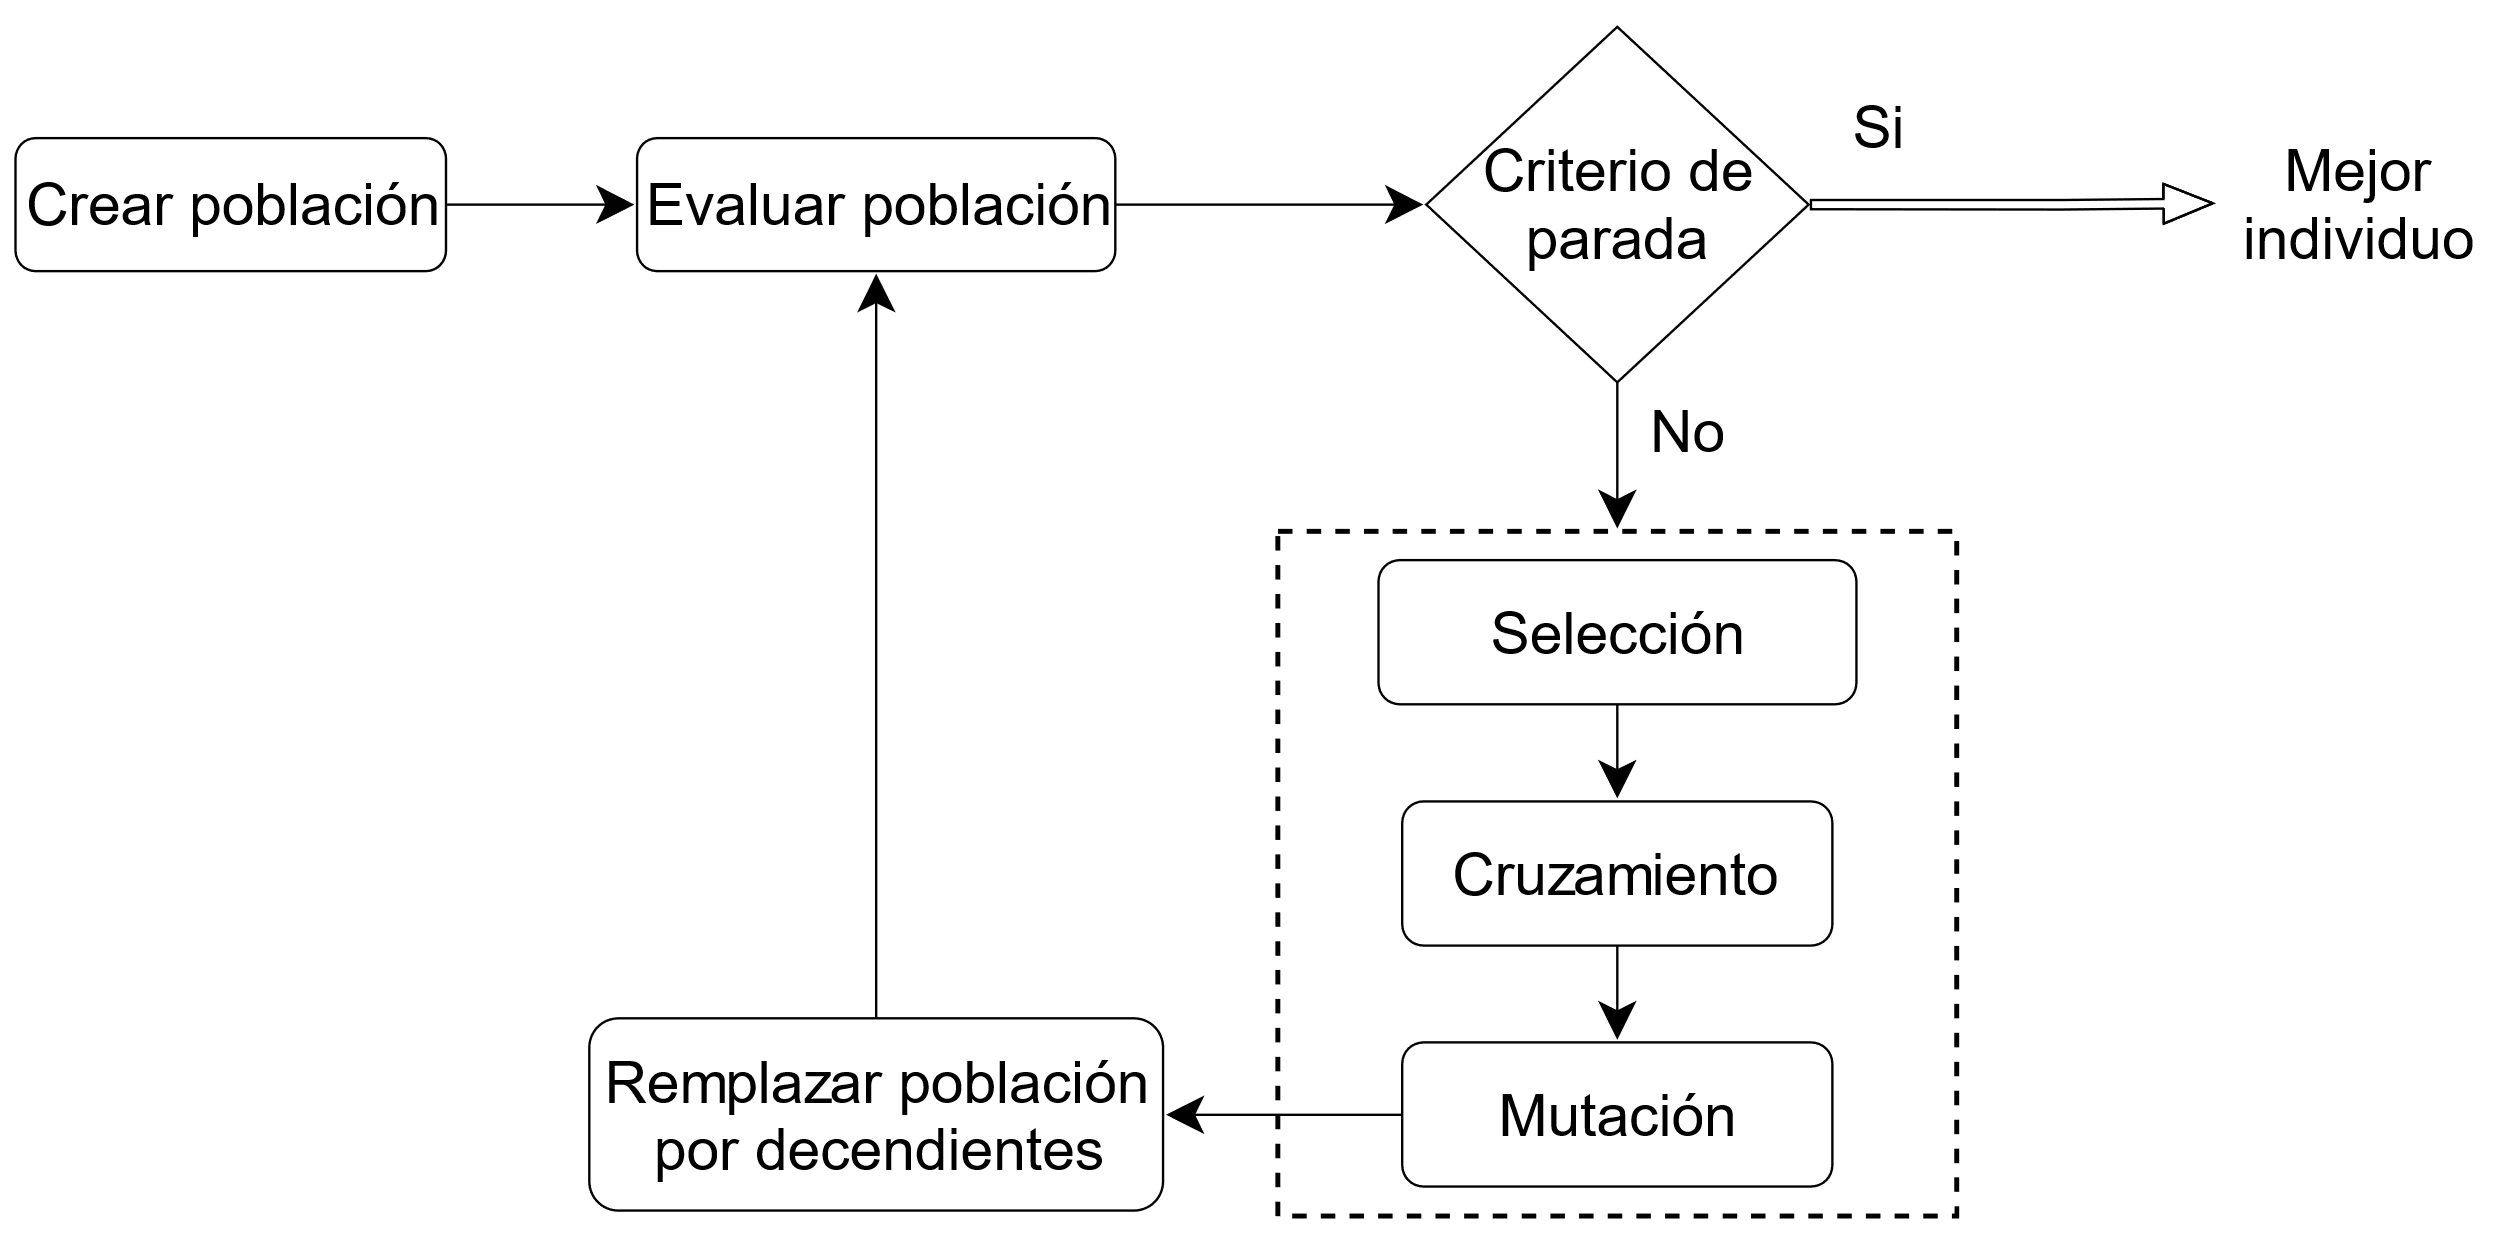 Crear población
Evaluar población
Criterio de
parada
Si
Mejor
individuo
No
Selección
Cruzamiento
Mutación
Remplazar población
por decendientes